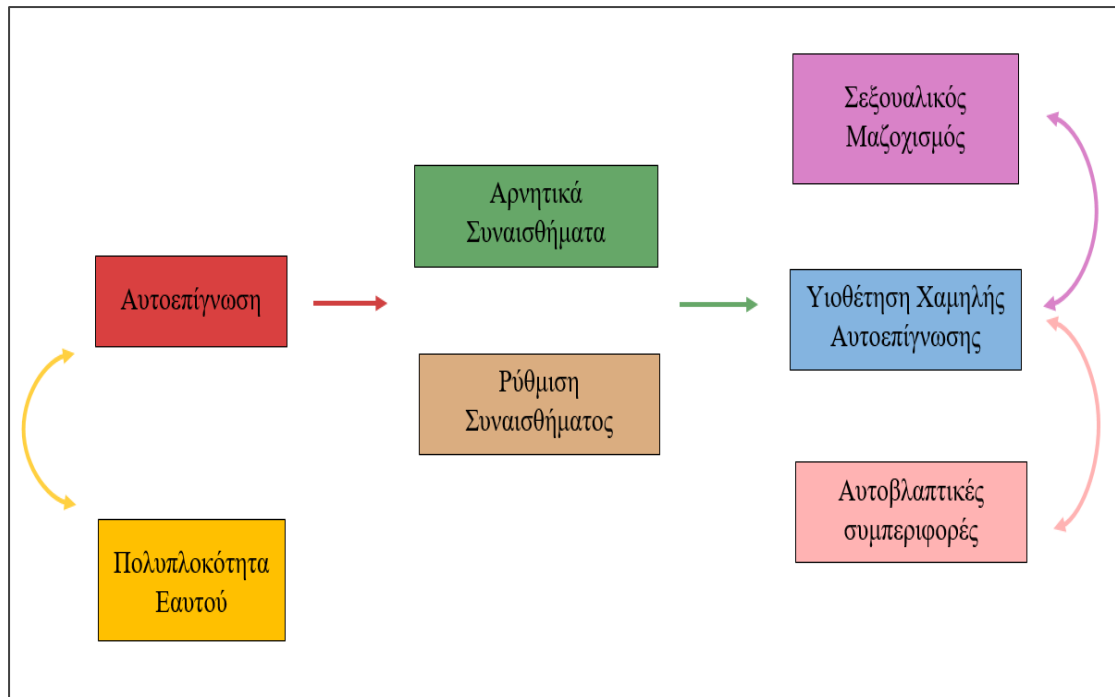 Σεξουαλικός
Μαζοχισμός
Αρνητικά
Συναισθήματα
Αυτοεπίγνωση
Υιοθέτηση Χαμηλής
Αυτοεπίγνωσης
Ρύθμιση
Συναισθήματος
Αυτοβλαπτικές
συμπεριφορές
Πολυπλοκότητα
Εαυτού